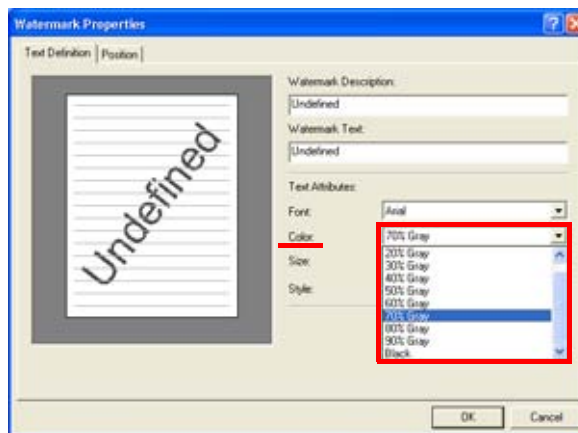 Watermark Properties
Text Definition Position
Watermark Description:
Undefined
Watermark Text:
Undefined
Undefined
Text Attributes:
Font: Arial
Color: 70% Gray
20% Gray
30% Gray
40% Gray
50% Gray
60% Gray
70% Gray
80% Gray
90% Gray
Black
Size:
Style:
OK Cancel